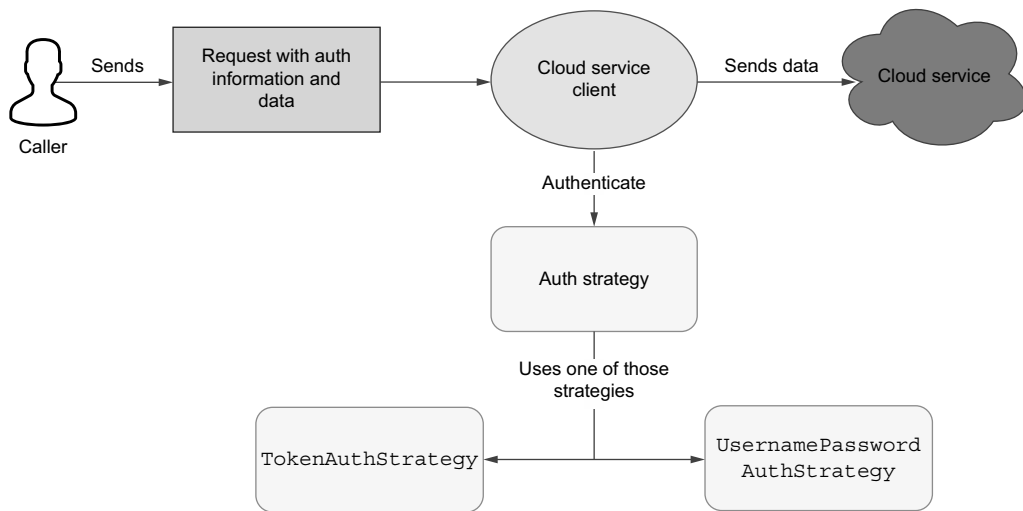 Sends
Request with auth
information and
data
Cloud service
client
Sends data
Cloud service
Caller
Authenticate
Auth strategy
Uses one of those
strategies
TokenAuthStrategy
UsernamePassword
AuthStrategy